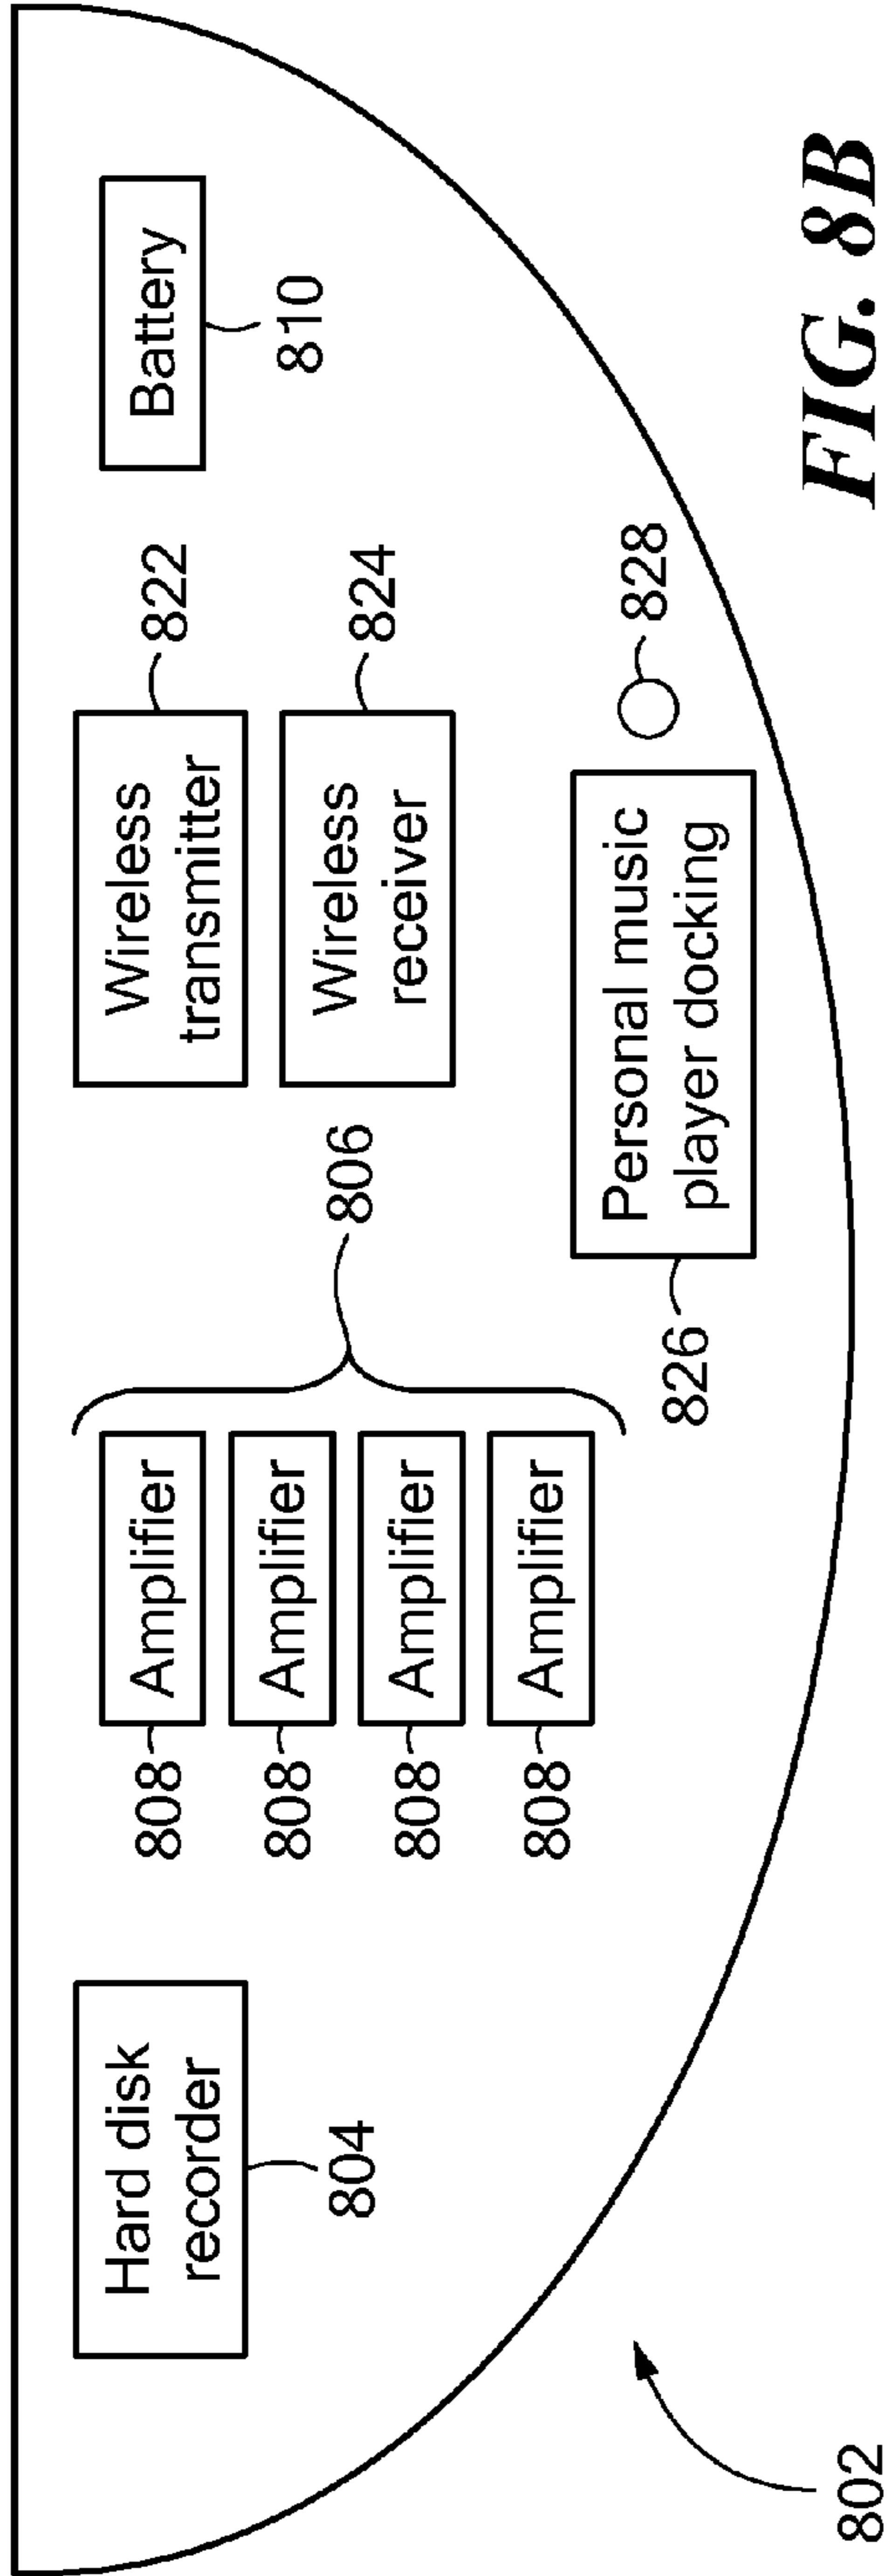 Hard disk
recorder
804
808
Amplifier
808
Amplifier
808
Amplifier
808
Amplifier
806
Wireless
transmitter
822
Wireless
receiver
824
Battery
810
826
Personal music
player docking
828
802
FIG. 8B